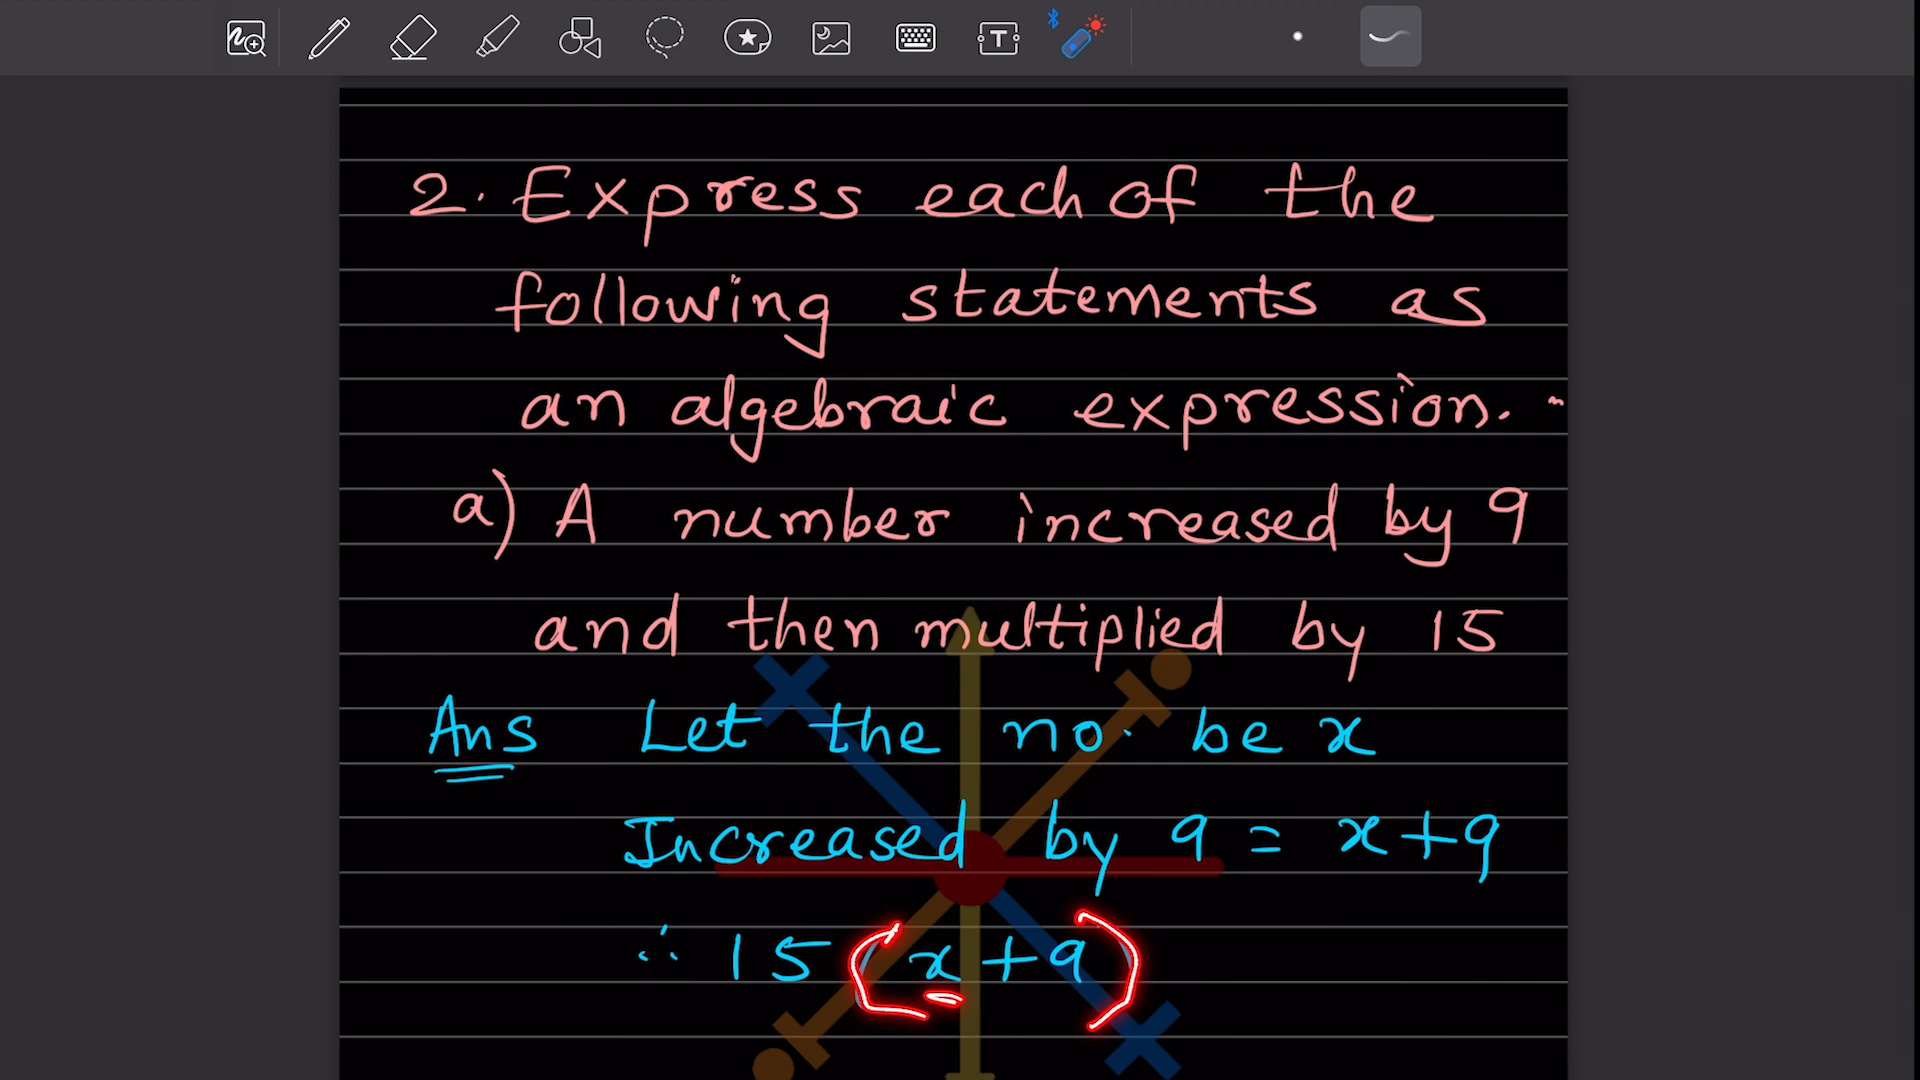 2. Express each of the
following statements as
an algebraic expression.
a) A number increased by 9
and then multiplied by 15
Ans Let the no. be x
Increased by 9 = x+9
∴ 15 (x+9)